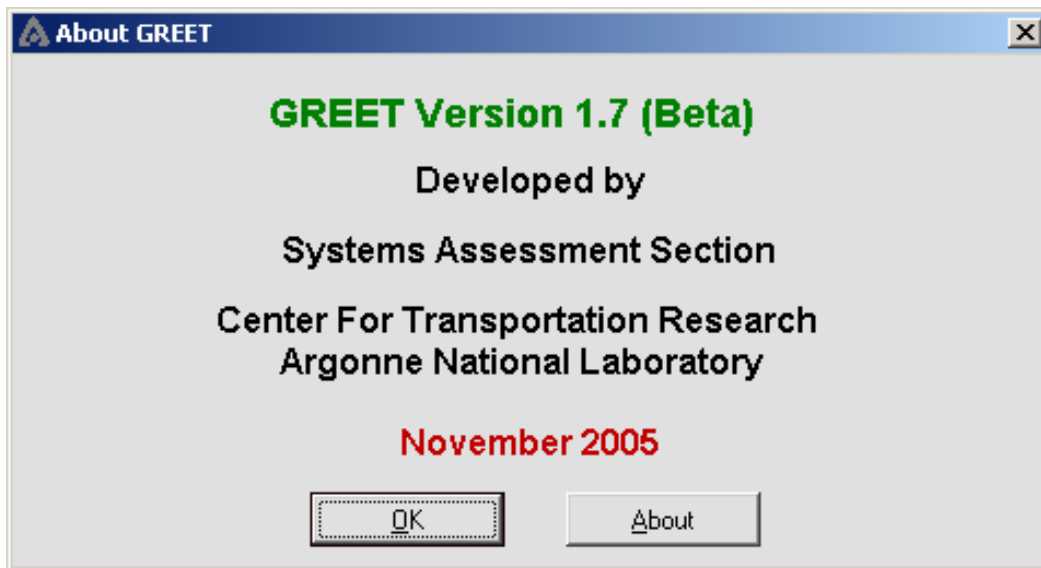 About GREET
GREET Version 1.7 (Beta)
Developed by
Systems Assessment Section
Center For Transportation Research
Argonne National Laboratory
November 2005
OK
About